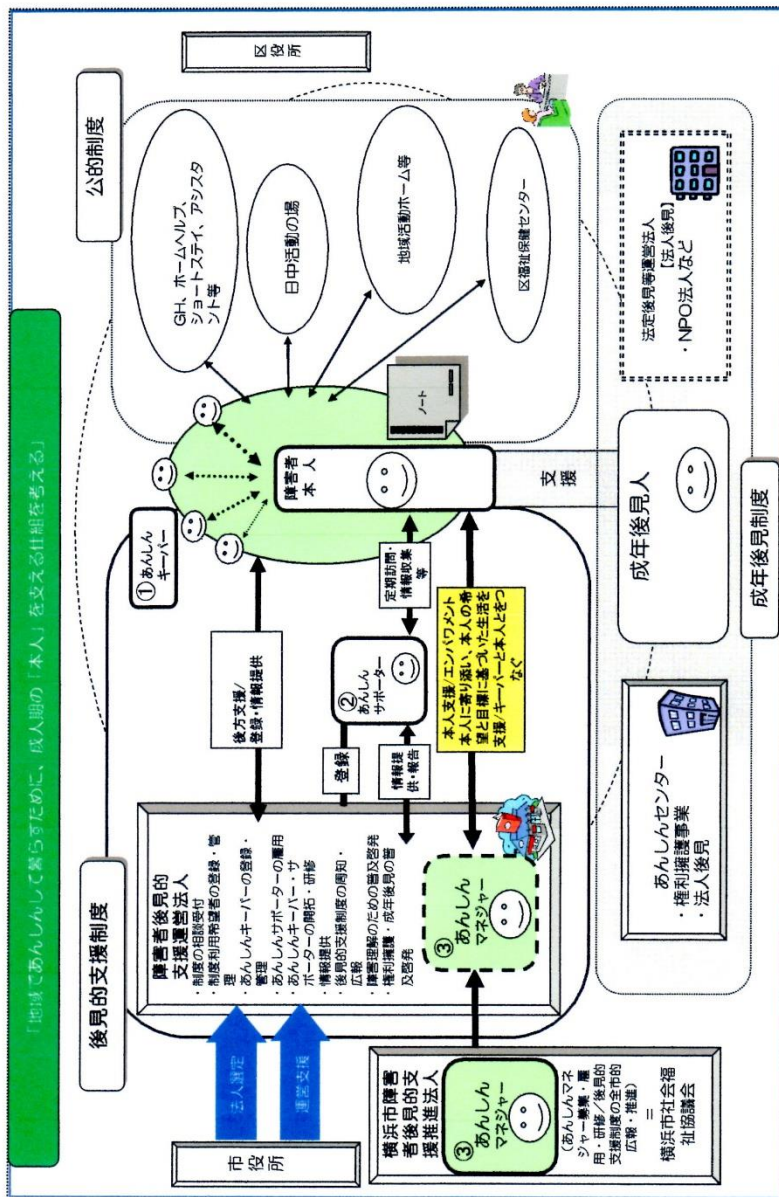 「地域であんしんして暮らすために、成人期の「本人」を支える仕組を考える」
後見的支援制度
公的制度
市役所
法人選定
運営支援
障害者後見的
支援運営法人
・制度の相談受付
・制度利用希望者の登録・管
理
・あんしんキーパーの登録・
管理
・あんしんサポーターの雇用
・あんしんキーパー・サ
ポーターの開拓・研修
・情報提供
・後見的支援制度の周知・
広報
・障害理解のための普及啓発
・権利擁護・成年後見の普
及啓発
③
あんしん
マネジャー
横浜市障害
者後見的支
援推進法人
③
あんしん
マネジャー
(あんしんマネ
ジャー募集・雇
用・研修/後見的
支援制度の全市的
広報・推進)
=
横浜市社会福
祉協議会
後方支援/
登録・情報提供
登録
情報提
供・報告
②
あんしん
サポーター
定期訪問・
情報収集
等
本人支援/エンパワメント
本人に寄り添い、本人の希
望と目標に基づいた生活を
支援/キーパーと本人とをつ
なぐ
①あんしん
キーパー
障害者
本人
ノート
GH、ホームヘルプ、
ショートステイ、アシスタ
ント等
日中活動の場
地域活動ホーム等
区福祉保健センター
区役所
支援
成年後見人
あんしんセンター
・権利擁護事業
・法人後見
法定後見等運営法人
【法人後見】
・NPO法人など
成年後見制度